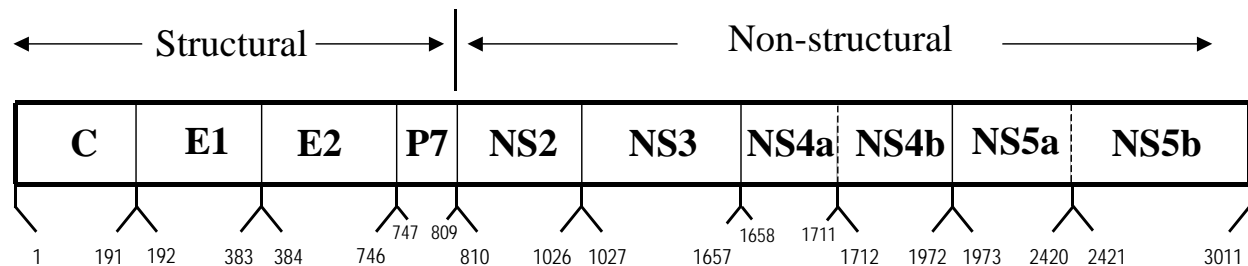 Structural Non-structural
C E1 E2 P7 NS2 NS3 NS4a NS4b NS5a NS5b
747 809 1658 1711
1 191 192 383 384 746 810 1026 1027 1657 1712 1972 1973 2420 2421 3011